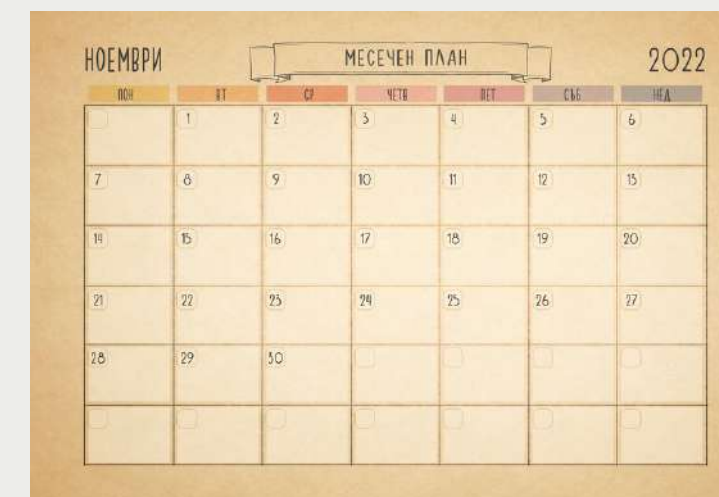 НОЕМВРИ МЕСЕЧЕН ПЛАН 2022
ПОН ВТ СР ЧЕТВ ПЕТ СЪБ НЕД
1 2 3 4 5 6
7 8 9 10 11 12 13
14 15 16 17 18 19 20
21 22 23 24 25 26 27
28 29 30